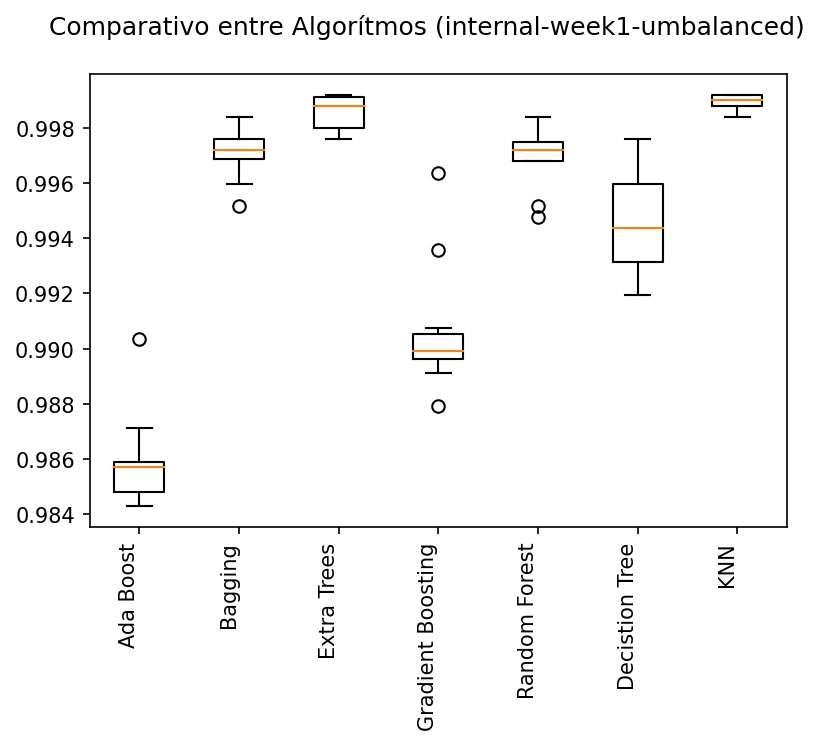 Comparativo entre Algorítmos (internal-week1-umbalanced)
0.998
0.996
0.994
0.992
0.990
0.988
0.986
0.984
Ada Boost
Bagging
Extra Trees
Gradient Boosting
Random Forest
Decistion Tree
KNN